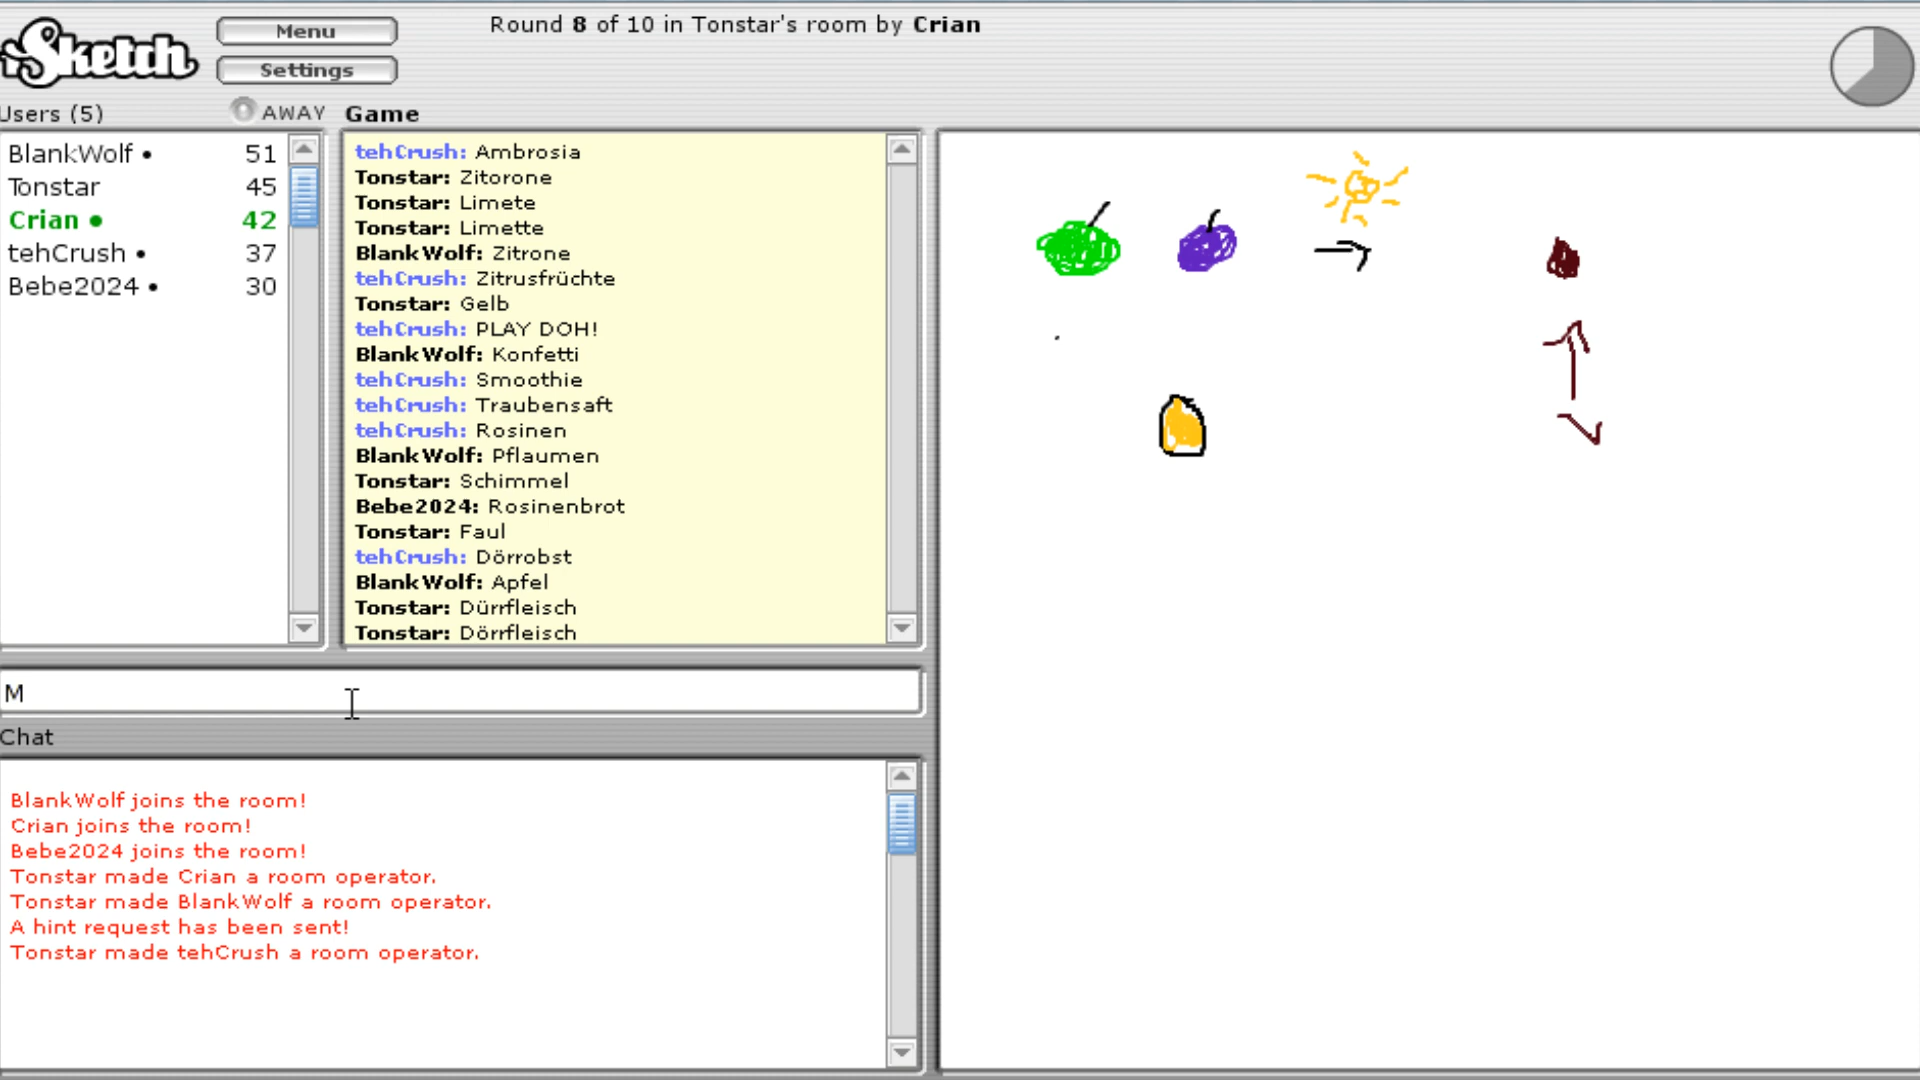 iSketch
Menu
Settings
Round 8 of 10 in Tonstar's room by Crian
Users (5)
AWAY
BlankWolf • 51
Tonstar 45
Crian • 42
tehCrush • 37
Bebe2024 • 30
Game
tehCrush: Ambrosia
Tonstar: Zitorone
Tonstar: Limete
Tonstar: Limette
BlankWolf: Zitrone
tehCrush: Zitrusfrüchte
Tonstar: Gelb
tehCrush: PLAY DOH!
BlankWolf: Konfetti
tehCrush: Smoothie
tehCrush: Traubensaft
tehCrush: Rosinen
BlankWolf: Pflaumen
Tonstar: Schimmel
Bebe2024: Rosinenbrot
Tonstar: Faul
tehCrush: Dörrobst
BlankWolf: Apfel
Tonstar: Dürrfleisch
Tonstar: Dörrfleisch
M
Chat
BlankWolf joins the room!
Crian joins the room!
Bebe2024 joins the room!
Tonstar made Crian a room operator.
Tonstar made BlankWolf a room operator.
A hint request has been sent!
Tonstar made tehCrush a room operator.